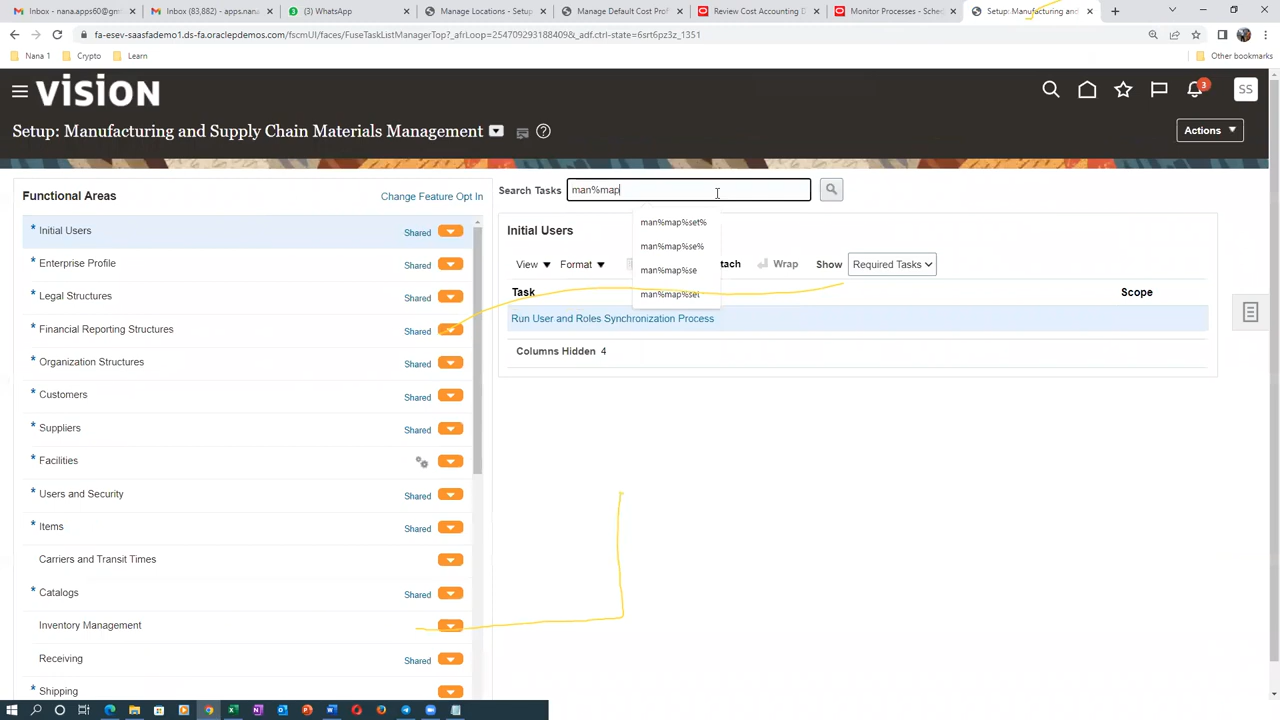 Inbox - nana.apps60@gm
Inbox (83,882) - apps.nana
(3) WhatsApp
Manage Locations - Setup
Manage Default Cost Prof
Review Cost Accounting D
Monitor Processes - Sched
Setup: Manufacturing and
fa-esev-saasfademo1.ds-fa.oraclepdemos.com/fscmUI/faces/FuseTaskListManagerTop?_afrLoop=2547092931884098&_adf.ctrl-state=6srt6pz3z_1351
Nana 1
Crypto
Learn
Other bookmarks
VISION
3
SS
Setup: Manufacturing and Supply Chain Materials Management
Actions
Functional Areas
Change Feature Opt In
Search Tasks
man%map
man%map%set%
man%map%se%
man%map%se
man%map%sel
* Initial Users Shared
* Enterprise Profile Shared
* Legal Structures Shared
* Financial Reporting Structures Shared
* Organization Structures Shared
* Customers Shared
* Suppliers Shared
* Facilities
* Users and Security Shared
* Items Shared
Carriers and Transit Times
* Catalogs Shared
Inventory Management
Receiving Shared
* Shipping
Initial Users
View
Format
tach
Wrap
Show
Required Tasks
Task
Scope
Run User and Roles Synchronization Process
Columns Hidden 4